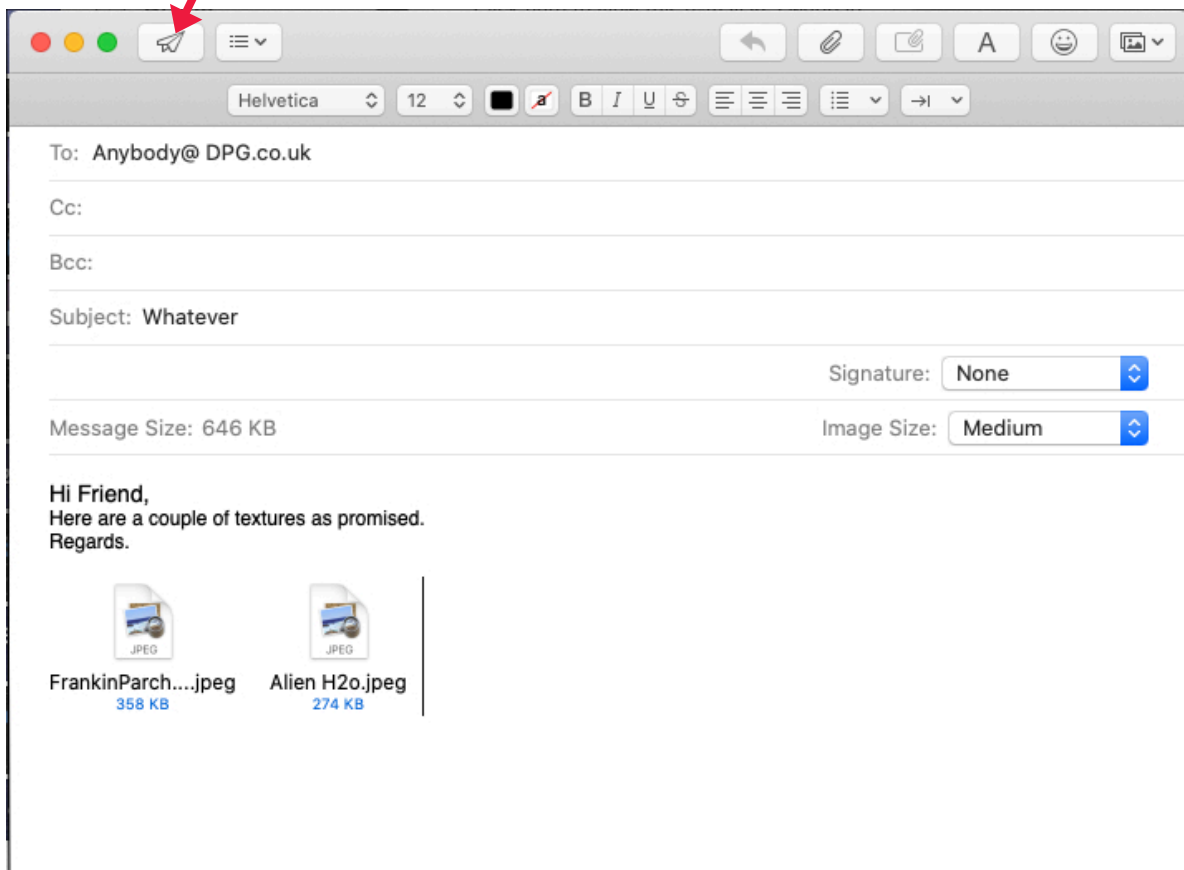 Helvetica 12 a B I U S
A
To: Anybody@ DPG.co.uk
Cc:
Bcc:
Subject: Whatever
Signature: None
Message Size: 646 KB Image Size: Medium
Hi Friend,
Here are a couple of textures as promised.
Regards.
JPEG JPEG
FrankinParch....jpeg Alien H2o.jpeg
358 KB 274 KB